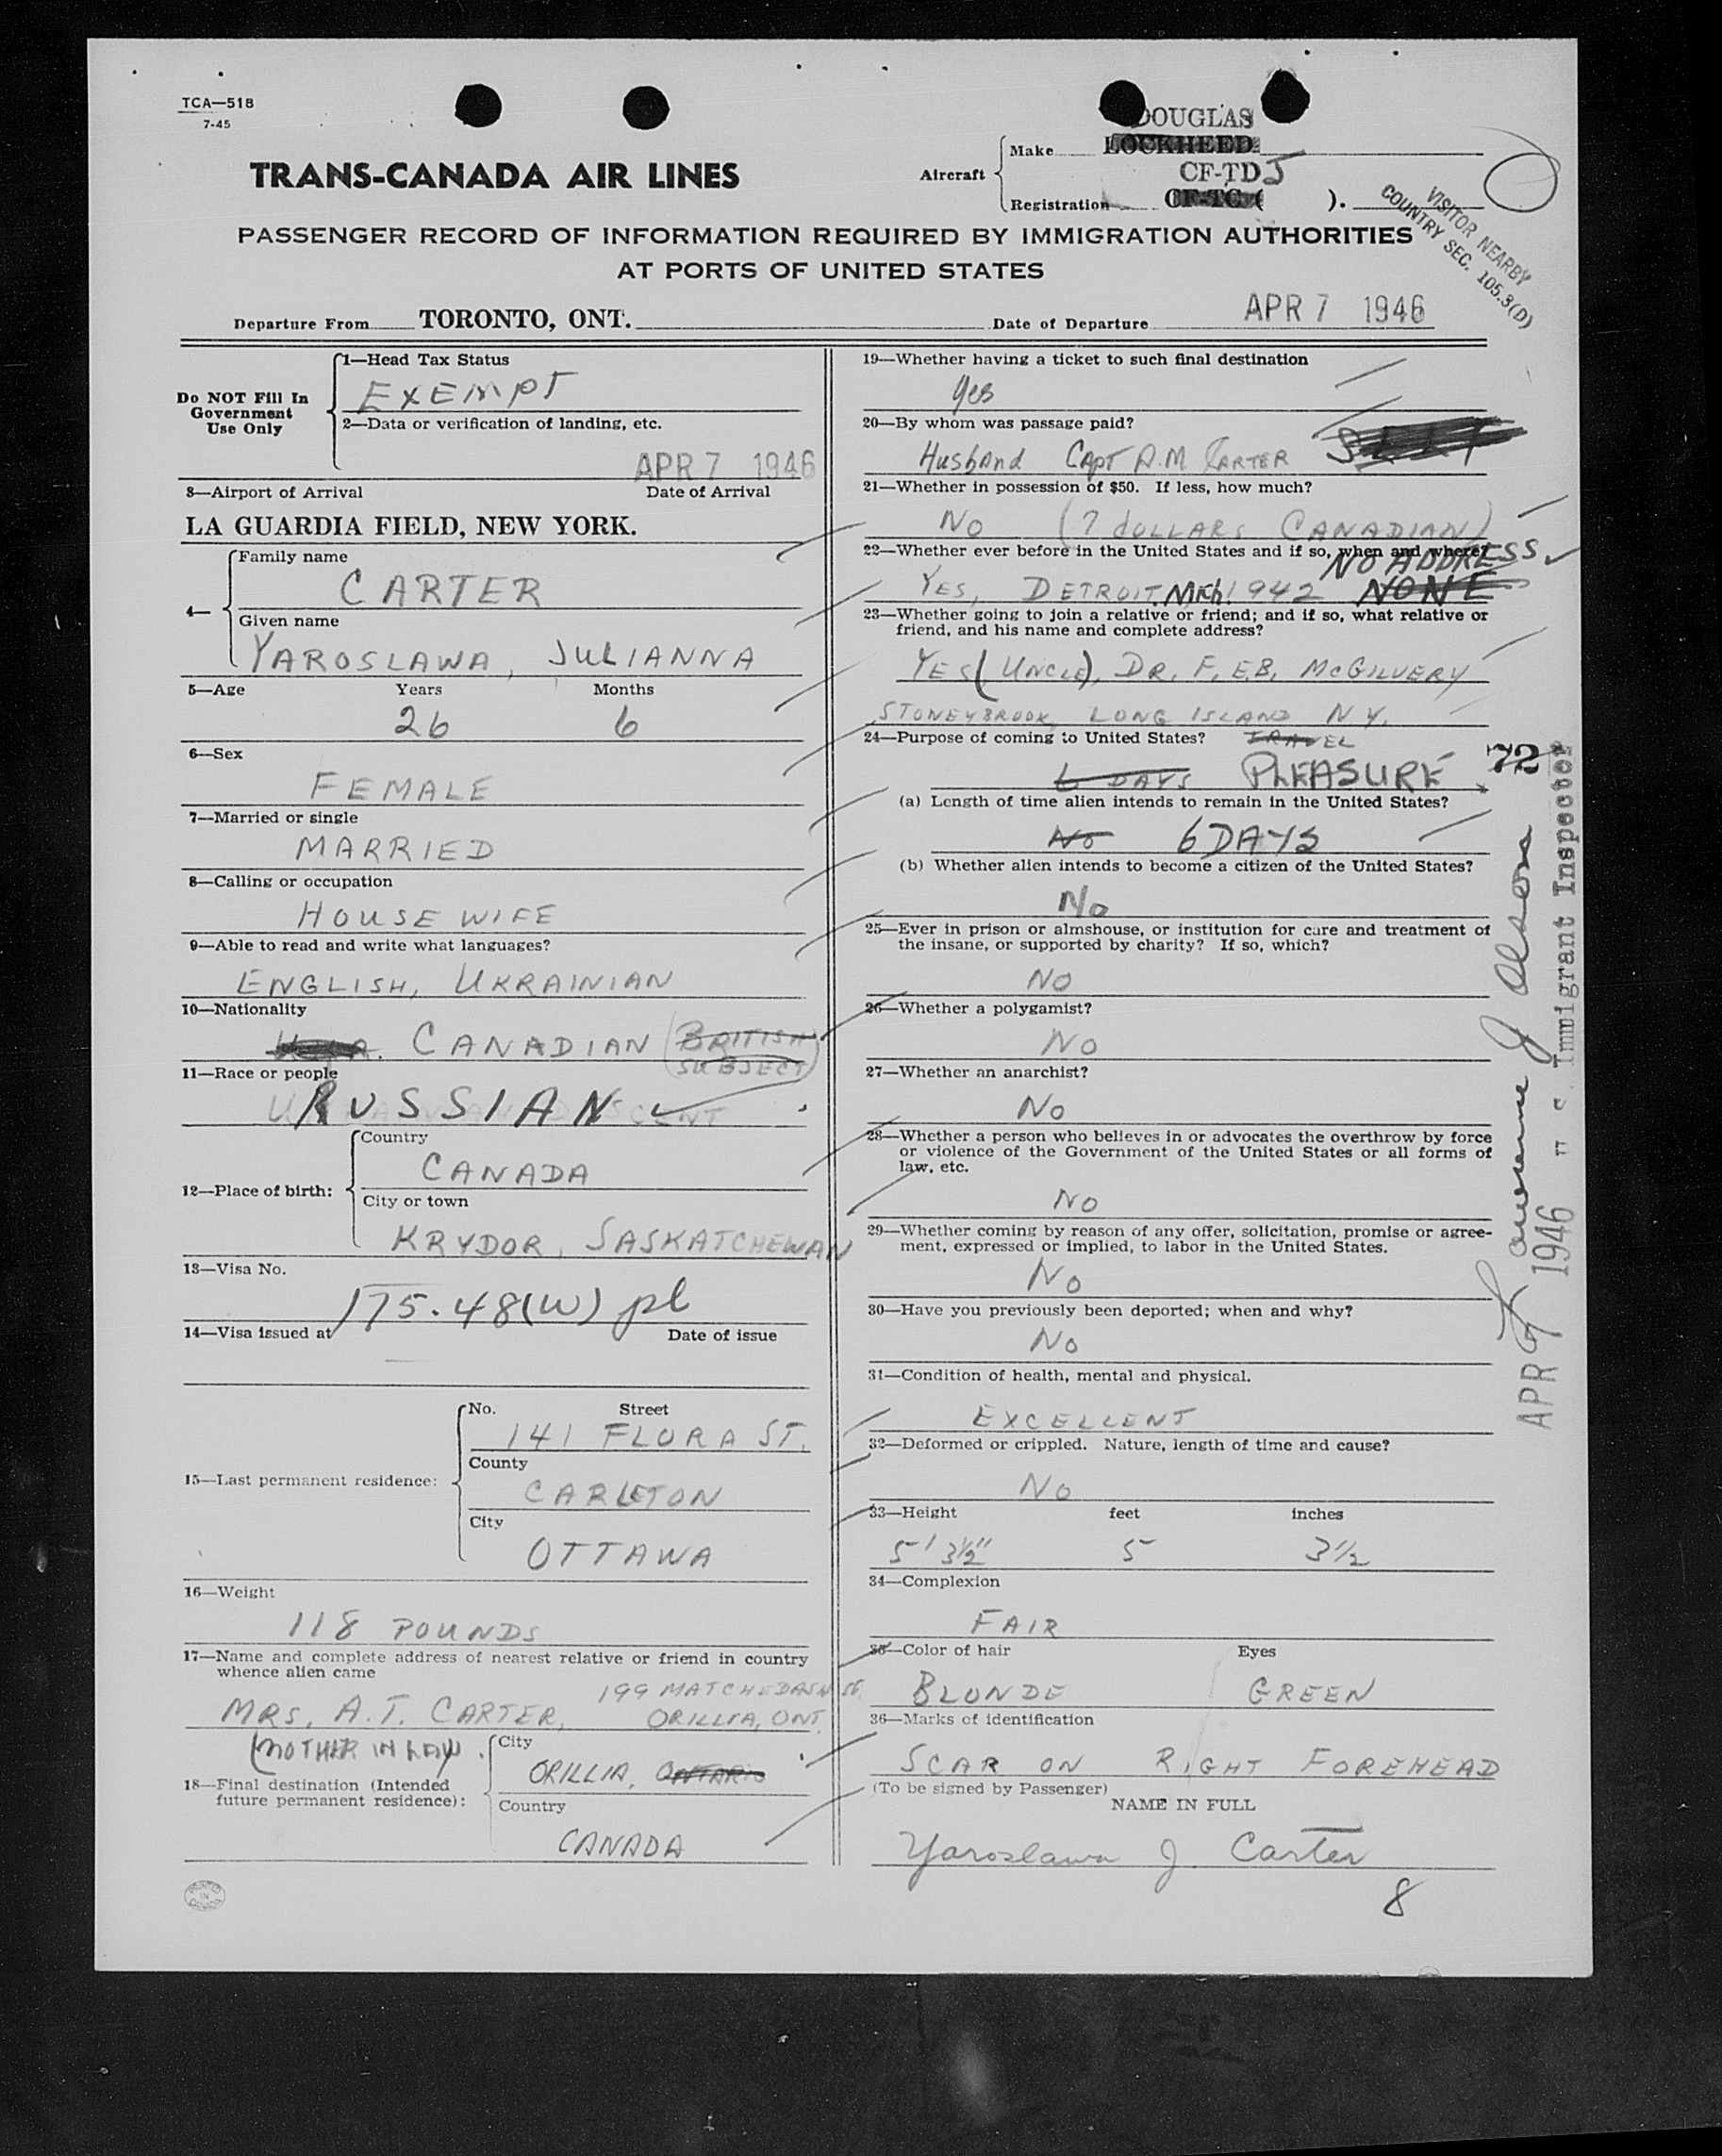 TCA—518
7-45
DOUGLAS
Make LOCKHEED
TRANS-CANADA AIR LINES
Aircraft
CF-TDJ
Registration CF-TC ( ).
VISITOR NEARBY
COUNTRY SEC. 105.3(D)
PASSENGER RECORD OF INFORMATION REQUIRED BY IMMIGRATION AUTHORITIES
AT PORTS OF UNITED STATES
Departure From TORONTO, ONT. Date of Departure APR 7 1946
Do NOT Fill In
Government
Use Only
1—Head Tax Status
EXEMPT
2—Data or verification of landing, etc.
APR 7 1946
3—Airport of Arrival Date of Arrival
LA GUARDIA FIELD, NEW YORK.
4—
Family name
CARTER
Given name
YAROSLAWA, JULIANNA
5—Age Years Months
26 6
6—Sex
FEMALE
7—Married or single
MARRIED
8—Calling or occupation
HOUSE WIFE
9—Able to read and write what languages?
ENGLISH, UKRAINIAN
10—Nationality
CANADIAN (BRITISH
SUBJECT)
11—Race or people
RUSSIAN
12—Place of birth:
Country
CANADA
City or town
KRYDOR, SASKATCHEWAN
13—Visa No.
175.48(W) pl
14—Visa issued at Date of issue
15—Last permanent residence:
No. Street
141 FLORA ST.
County
CARLETON
City
OTTAWA
16—Weight
118 POUNDS
17—Name and complete address of nearest relative or friend in country
whence alien came
199 MATCHEDASH ST.
MRS. A.T. CARTER, ORILLIA, ONT.
(MOTHER IN LAW)
18—Final destination (Intended
future permanent residence):
City
ORILLIA, ONTARIO
Country
CANADA
PRINTED
IN
CANADA
19—Whether having a ticket to such final destination
Yes
20—By whom was passage paid?
Husband CAPT A.M CARTER SELF
21—Whether in possession of $50. If less, how much?
NO (7 dOLLARS CANADIAN)
22—Whether ever before in the United States and if so, when and where?
NO ADDRESS
YES, DETROIT, Mich. 1942 NONE
23—Whether going to join a relative or friend; and if so, what relative or
friend, and his name and complete address?
YES (UNCLE), DR. F. E.B. MCGILVERY
STONEYBROOK, LONG ISLAND N.Y.
24—Purpose of coming to United States? TRAVEL
6 DAYS PLEASURE
72
(a) Length of time alien intends to remain in the United States?
NO 6 DAYS
(b) Whether alien intends to become a citizen of the United States?
No
25—Ever in prison or almshouse, or institution for care and treatment of
the insane, or supported by charity? If so, which?
NO
26—Whether a polygamist?
NO
27—Whether an anarchist?
No
28—Whether a person who believes in or advocates the overthrow by force
or violence of the Government of the United States or all forms of
law, etc.
NO
29—Whether coming by reason of any offer, solicitation, promise or agree-
ment, expressed or implied, to labor in the United States.
No
30—Have you previously been deported; when and why?
No
31—Condition of health, mental and physical.
EXCELLENT
32—Deformed or crippled. Nature, length of time and cause?
No
33—Height feet inches
5' 3½" 5 3½
34—Complexion
FAIR
35—Color of hair Eyes
BLONDE GREEN
36—Marks of identification
SCAR ON RIGHT FOREHEAD
(To be signed by Passenger)
NAME IN FULL
Yaroslawa J. Carter
8
APR 7 1946
Immigrant Inspector